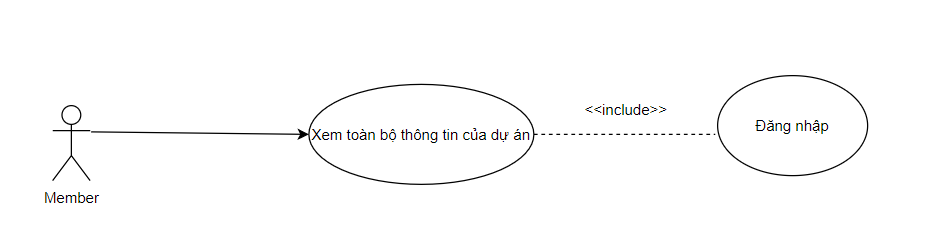 <<include>>
Xem toàn bộ thông tin của dự án
Đăng nhập
Member